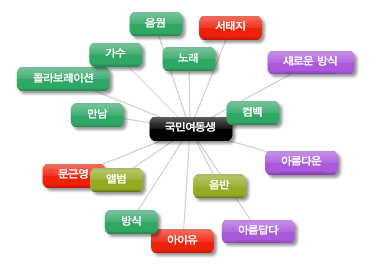 음원
서태지
가수
노래
새로운 방식
콜라보레이션
만남
컴백
국민여동생
아름다운
문근영
앨범
음반
방식
아이유
아름답다